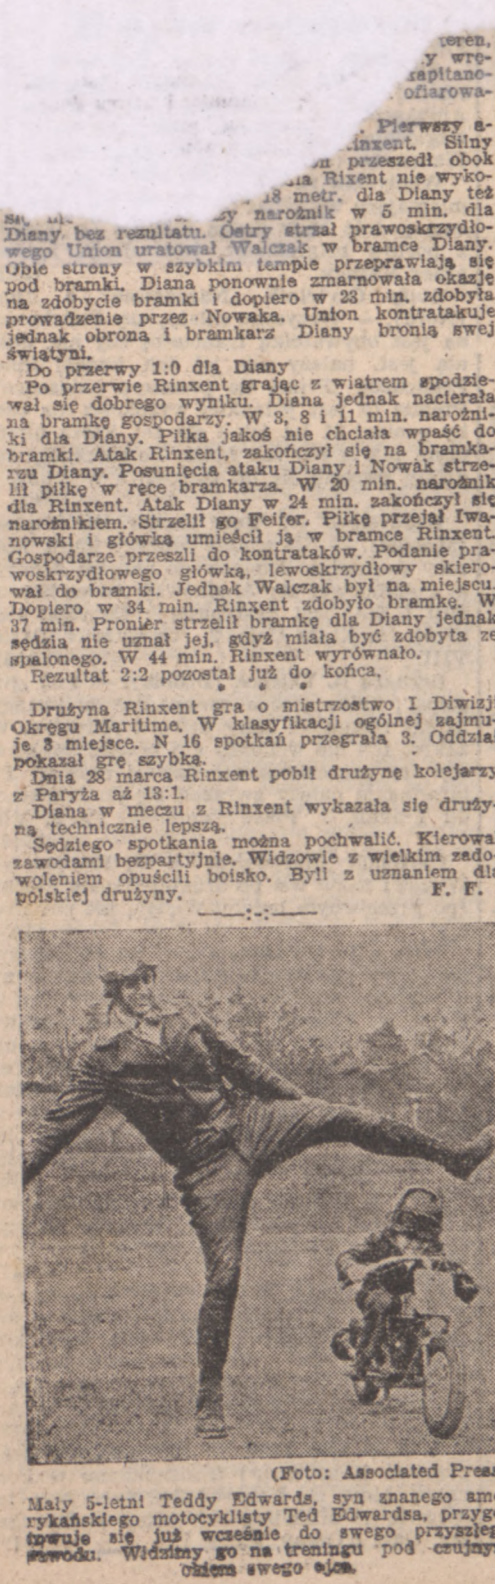 teren,
y wrę-
kapitano-
ofiarowa-
Pierwszy a-
Rinxent. Silny
przeszedł obok
dla Rixent nie wyko-
18 metr. dla Diany też
narożnik w 5 min. dla
Diany bez rezultatu. Ostry strzał prawoskrzydło-
wego Union uratował Walczak w bramce Diany.
Obie strony w szybkim tempie przeprawiają się
pod bramki. Diana ponownie zmarnowała okazję
na zdobycie bramki i dopiero w 23 min. zdobyła
prowadzenie przez Nowaka. Union kontratakuje
jednak obrona i bramkarz Diany bronią swej
świątyni.
Do przerwy 1:0 dla Diany
Po przerwie Rinxent grając z wiatrem spodzie-
wał się dobrego wyniku. Diana jednak nacierała
na bramkę gospodarzy. W 3, 8 i 11 min. narożni-
ki dla Diany. Piłka jakoś nie chciała wpaść do
bramki. Atak Rinxent, zakończył się na bramka-
rzu Diany. Posunięcia ataku Diany i Nowak strze-
lił piłkę w ręce bramkarza. W 20 min. narożnik
dla Rinxent. Atak Diany w 24 min. zakończył się
narożnikiem. Strzelił go Feifer. Piłkę przejął Iwa-
nowski i główką umieścił ją w bramce Rinxent.
Gospodarze przeszli do kontrataków. Podanie pra-
woskrzydłowego główką, lewoskrzydłowy skiero-
wał do bramki. Jednak Walczak był na miejscu.
Dopiero w 34 min. Rinxent zdobyło bramkę. W
37 min. Pronier strzelił bramkę dla Diany jednak
sędzia nie uznał jej, gdyż miała być zdobyta ze
spalonego. W 44 min. Rinxent wyrównało.
Rezultat 2:2 pozostał już do końca.
* * *
Drużyna Rinxent gra o mistrzostwo I Diwizji
Okręgu Maritime. W klasyfikacji ogólnej zajmu-
je 3 miejsce. N 16 spotkań przegrała 3. Oddział
pokazał grę szybką.
Dnia 28 marca Rinxent pobił drużynę kolejarzy
z Paryża aż 13:1.
Diana w meczu z Rinxent wykazała się druży-
ną technicznie lepszą.
Sędziego spotkania można pochwalić. Kierował
zawodami bezpartyjnie. Widzowie z wielkim zado-
woleniem opuścili boisko. Byli z uznaniem dla
polskiej drużyny. F. F.
—:-:—
(Foto: Associated Press
Mały 5-letni Teddy Edwards, syn znanego ame
rykańskiego motocyklisty Ted Edwardsa, przygo
towuje się już wcześnie do swego przyszłeg
zawodu. Widzimy go na treningu pod czujny
okiem swego ojca.